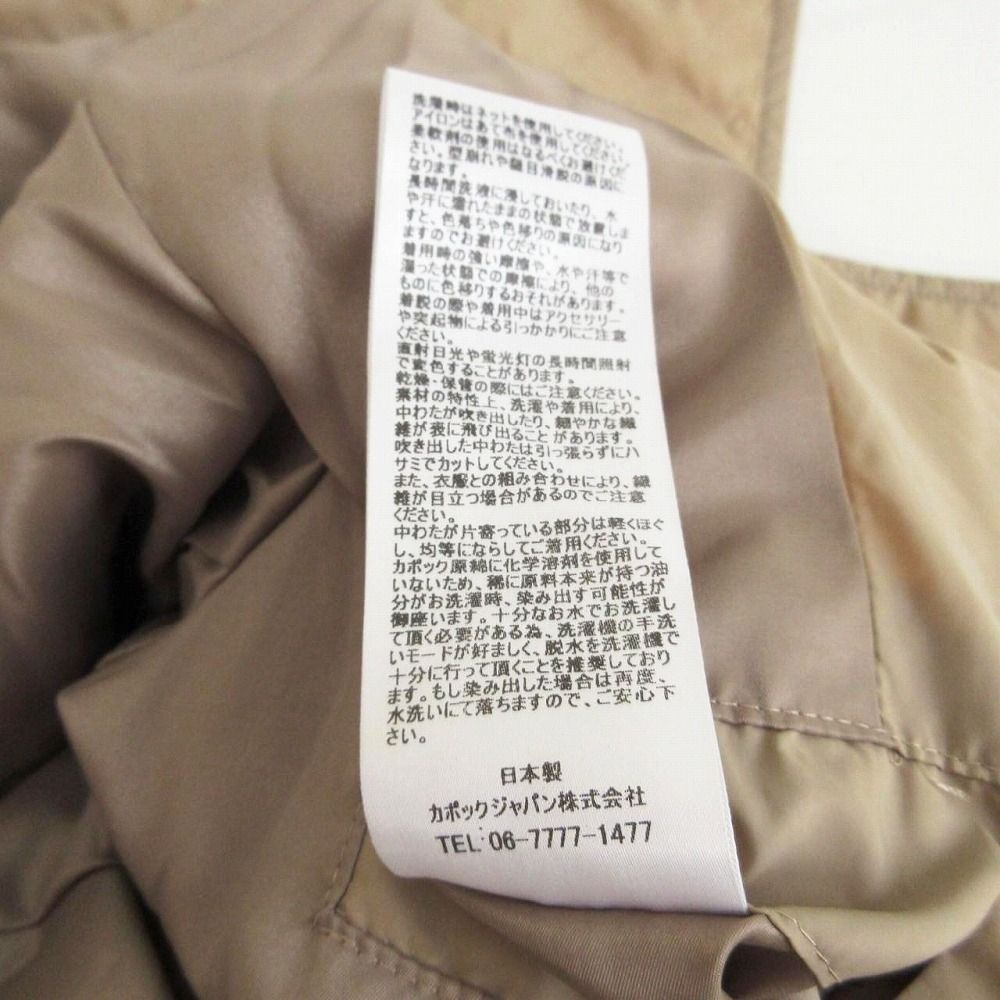 洗濯時はネットを使用してください。
アイロンはあて布を使用してください。
柔軟剤の使用はなるべくお避けくだ
さい。型崩れや縫目滑脱の原因に
なります。
長時間洗液に浸しておいたり、水
や汗に濡れたままの状態で放置しま
すと、色落ちや色移りの原因になり
ますのでお避けください。
着用時の強い摩擦や、水や汗等で
湿った状態での摩擦により、他の
ものに色移りするおそれがあります。
着脱の際や着用中はアクセサリー
や突起物による引っかかりにご注意
ください。
直射日光や蛍光灯の長時間照射
で変色することがあります。
乾燥・保管の際にはご注意ください。
素材の特性上、洗濯や着用により、
中わたが吹き出したり、細やかな繊
維が表に飛び出ることがあります。
吹き出した中わたは引っ張らずにハ
サミでカットしてください。
また、衣服との組み合わせにより、繊
維が目立つ場合があるのでご注意
ください。
中わたが片寄っている部分は軽くほぐ
し、均等にならしてご着用ください。
カポック原綿に化学溶剤を使用して
いないため、稀に原料本来が持つ油
分がお洗濯時、染み出す可能性が
御座います。十分なお水でお洗濯し
て頂く必要がある為、洗濯機の手洗
いモードが好ましく、脱水を洗濯機で
十分に行って頂くことを推奨しており
ます。もし染み出した場合は再度、
水洗いにて落ちますので、ご安心下
さい。
日本製
カポックジャパン株式会社
TEL:06-7777-1477